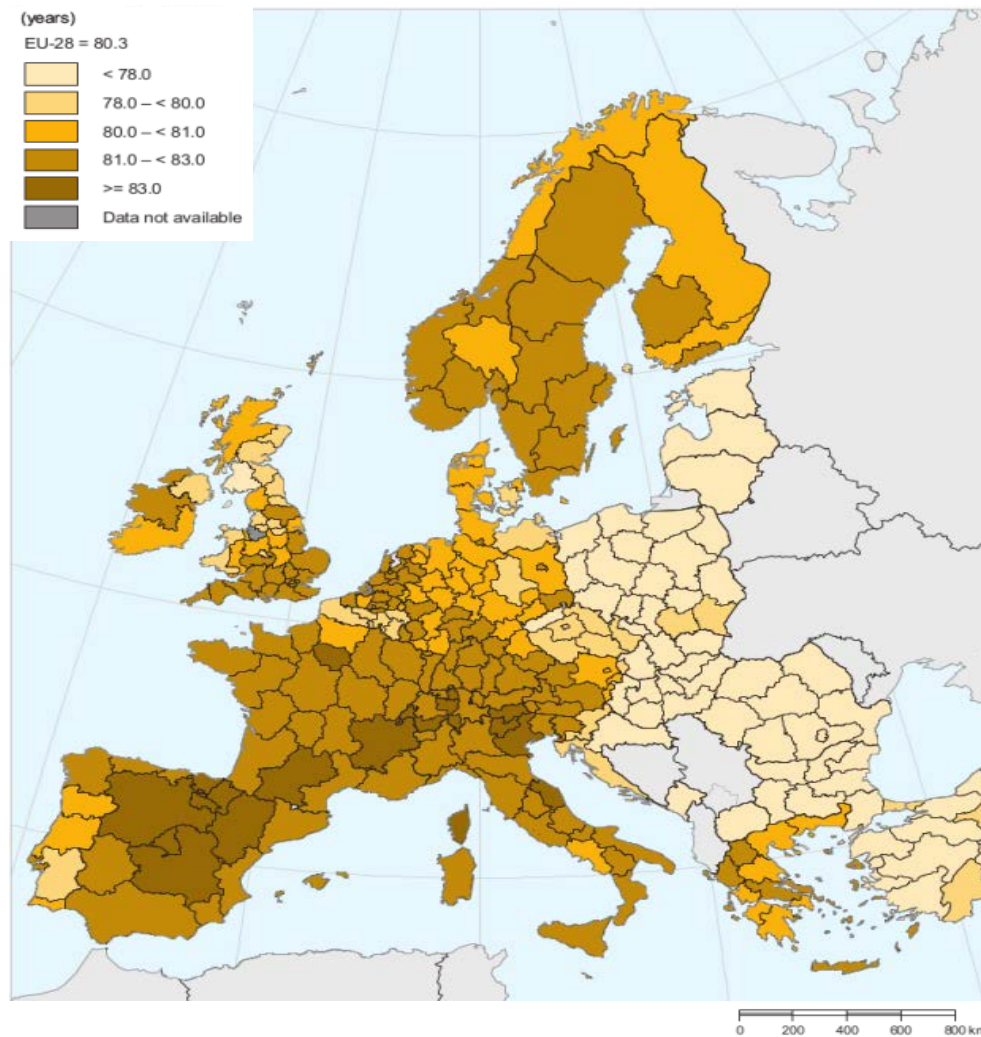 (years)
EU-28 = 80.3
< 78.0
78.0 – < 80.0
80.0 – < 81.0
81.0 – < 83.0
>= 83.0
Data not available
0 200 400 600 800 km